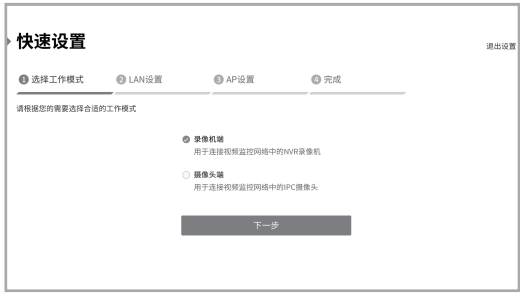 快速设置
退出设置
1 选择工作模式 2 LAN设置 3 AP设置 4 完成
请根据您的需要选择合适的工作模式
录像机端
用于连接视频监控网络中的NVR录像机
摄像头端
用于连接视频监控网络中的IPC摄像头
下一步